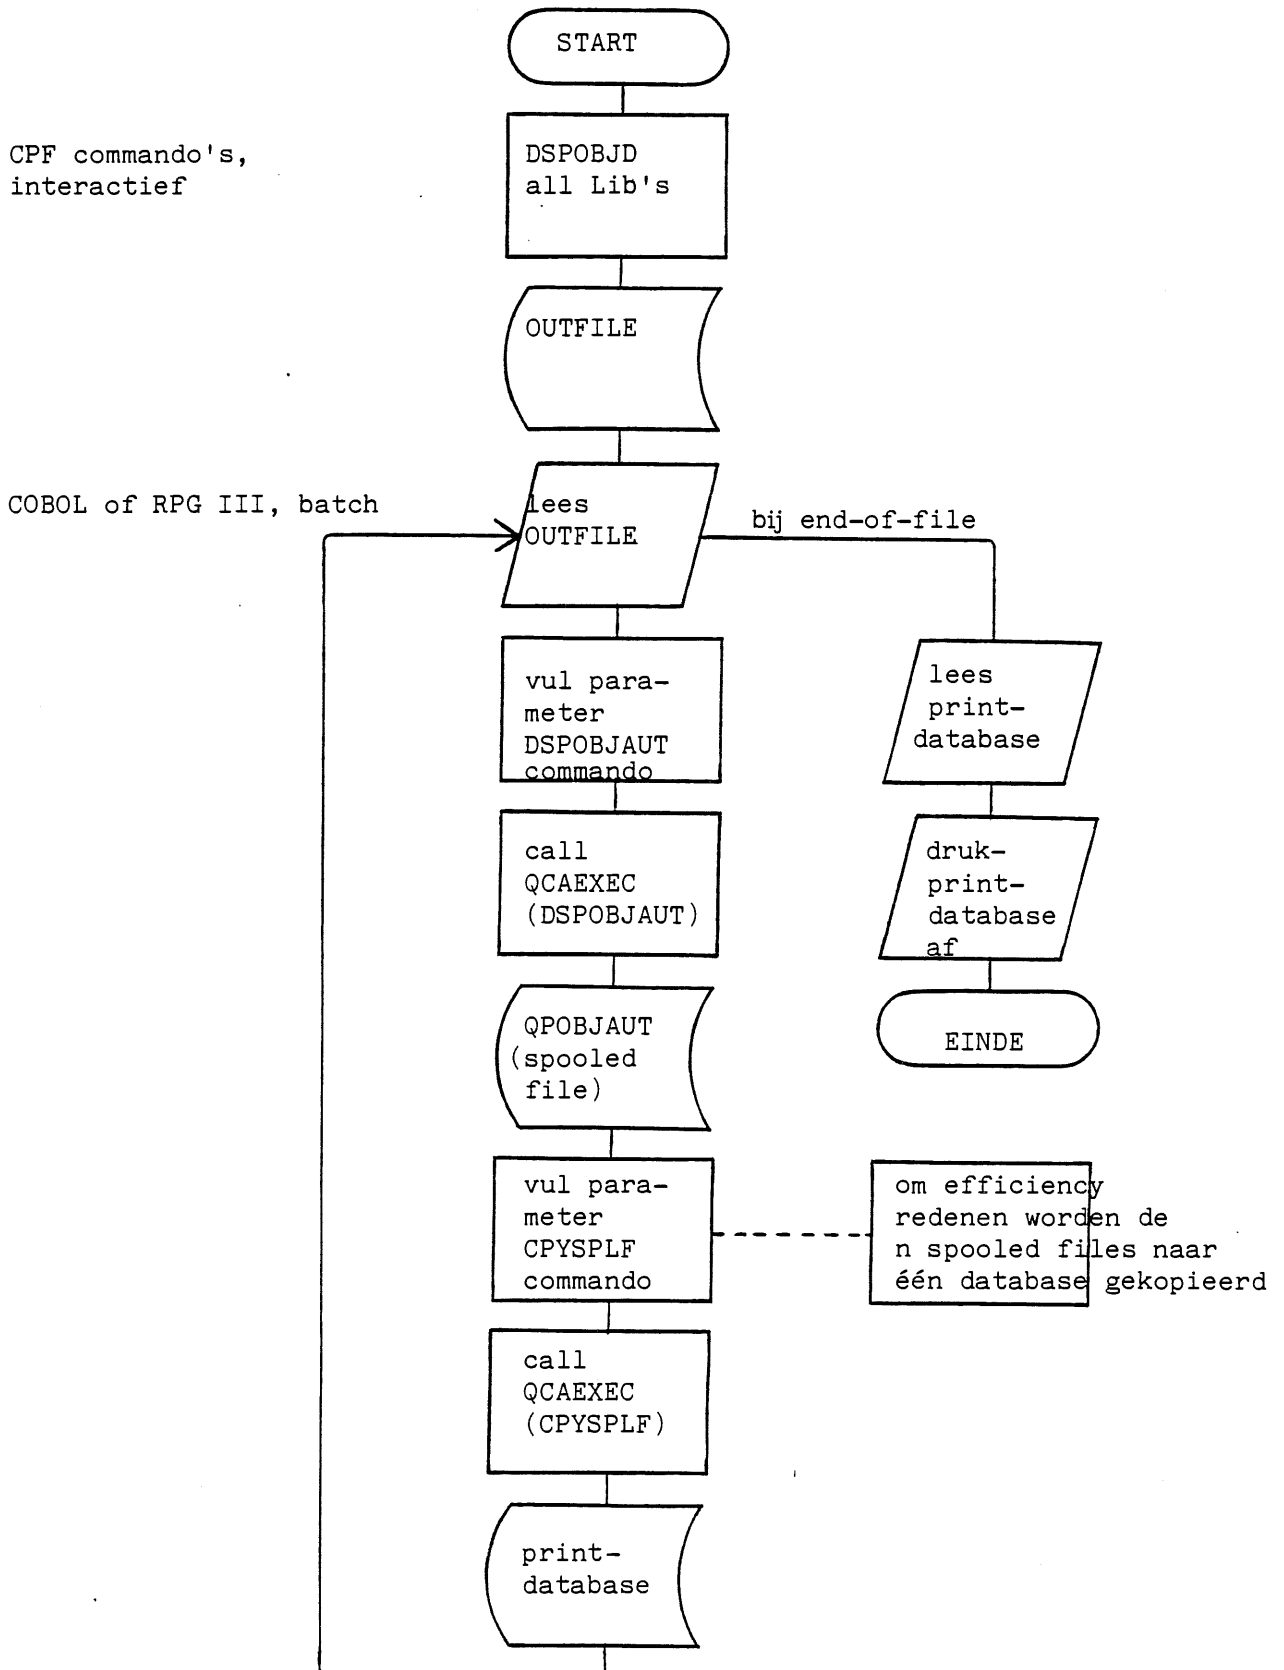 START
CPF commando's,
interactief
DSPOBJD
all Lib's
OUTFILE
COBOL of RPG III, batch
lees
OUTFILE
bij end-of-file
vul para-
meter
DSPOBJAUT
commando
lees
print-
database
call
QCAEXEC
(DSPOBJAUT)
druk-
print-
database
af
QPOBJAUT
(spooled
file)
EINDE
vul para-
meter
CPYSPLF
commando
om efficiency
redenen worden de
n spooled files naar
één database gekopieerd
call
QCAEXEC
(CPYSPLF)
print-
database